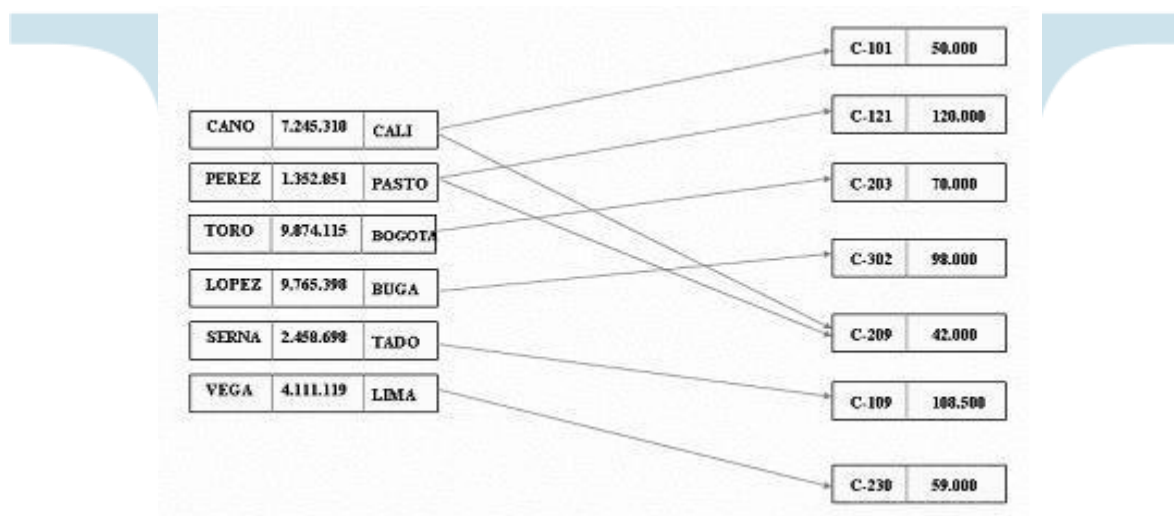 C-101 50.000
C-121 120.000
CANO 7.245.310 CALI
PEREZ 1.352.851 PASTO
C-203 70.000
TORO 9.874.115 BOGOTA
C-302 98.000
LOPEZ 9.765.398 BUGA
SERNA 2.458.698 TADO
C-209 42.000
VEGA 4.111.119 LIMA
C-109 108.500
C-230 59.000